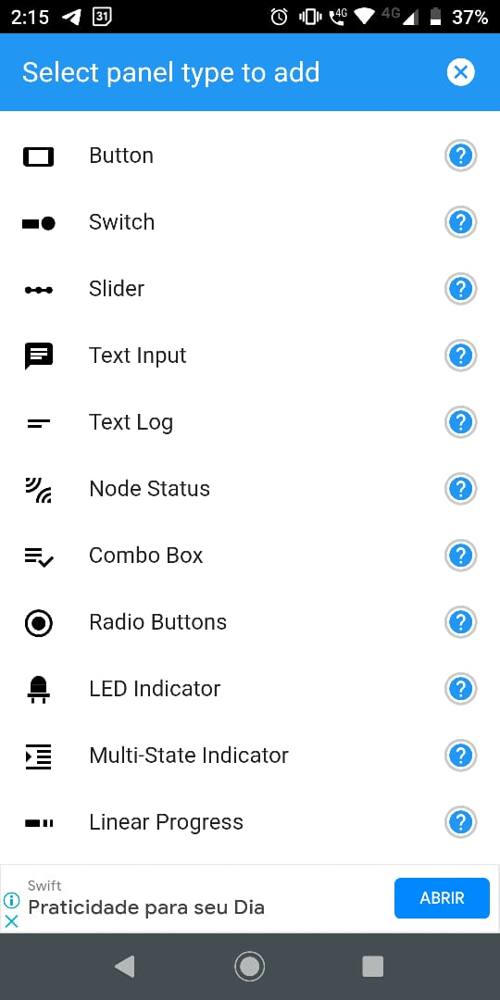 2:15 31 4G 4G 37%
Select panel type to add
Button ?
Switch ?
Slider ?
Text Input ?
Text Log ?
Node Status ?
Combo Box ?
Radio Buttons ?
LED Indicator ?
Multi-State Indicator ?
Linear Progress ?
Swift
Praticidade para seu Dia
ABRIR